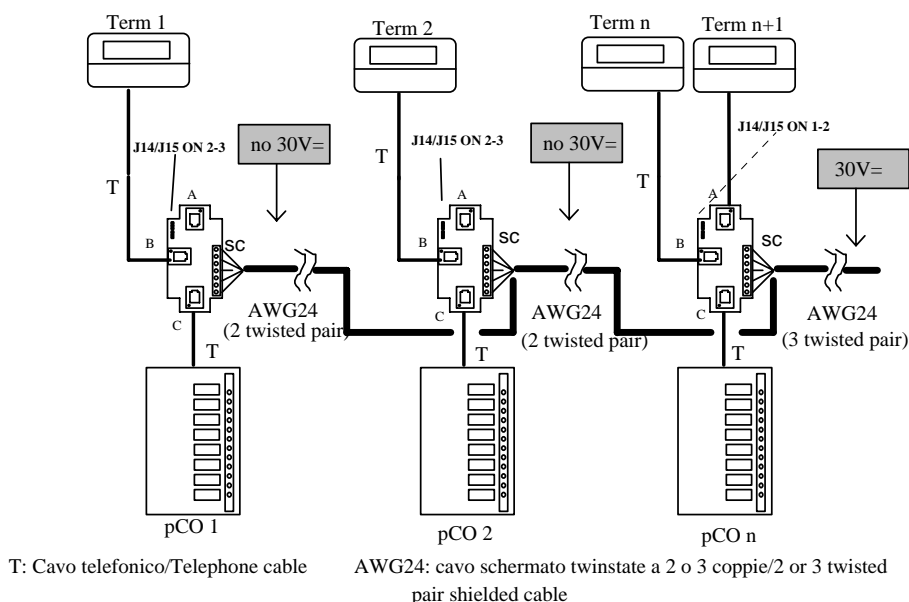 Term 1
Term 2
Term n
Term n+1
J14/J15 ON 2-3
no 30V=
J14/J15 ON 2-3
no 30V=
J14/J15 ON 1-2
30V=
T
T
T
A
B
C
SC
A
B
C
SC
A
B
C
SC
AWG24
(2 twisted pair)
AWG24
(2 twisted pair)
AWG24
(3 twisted pair)
T
T
T
pCO 1
pCO 2
pCO n
T: Cavo telefonico/Telephone cable
AWG24: cavo schermato twinstate a 2 o 3 coppie/2 or 3 twisted
pair shielded cable